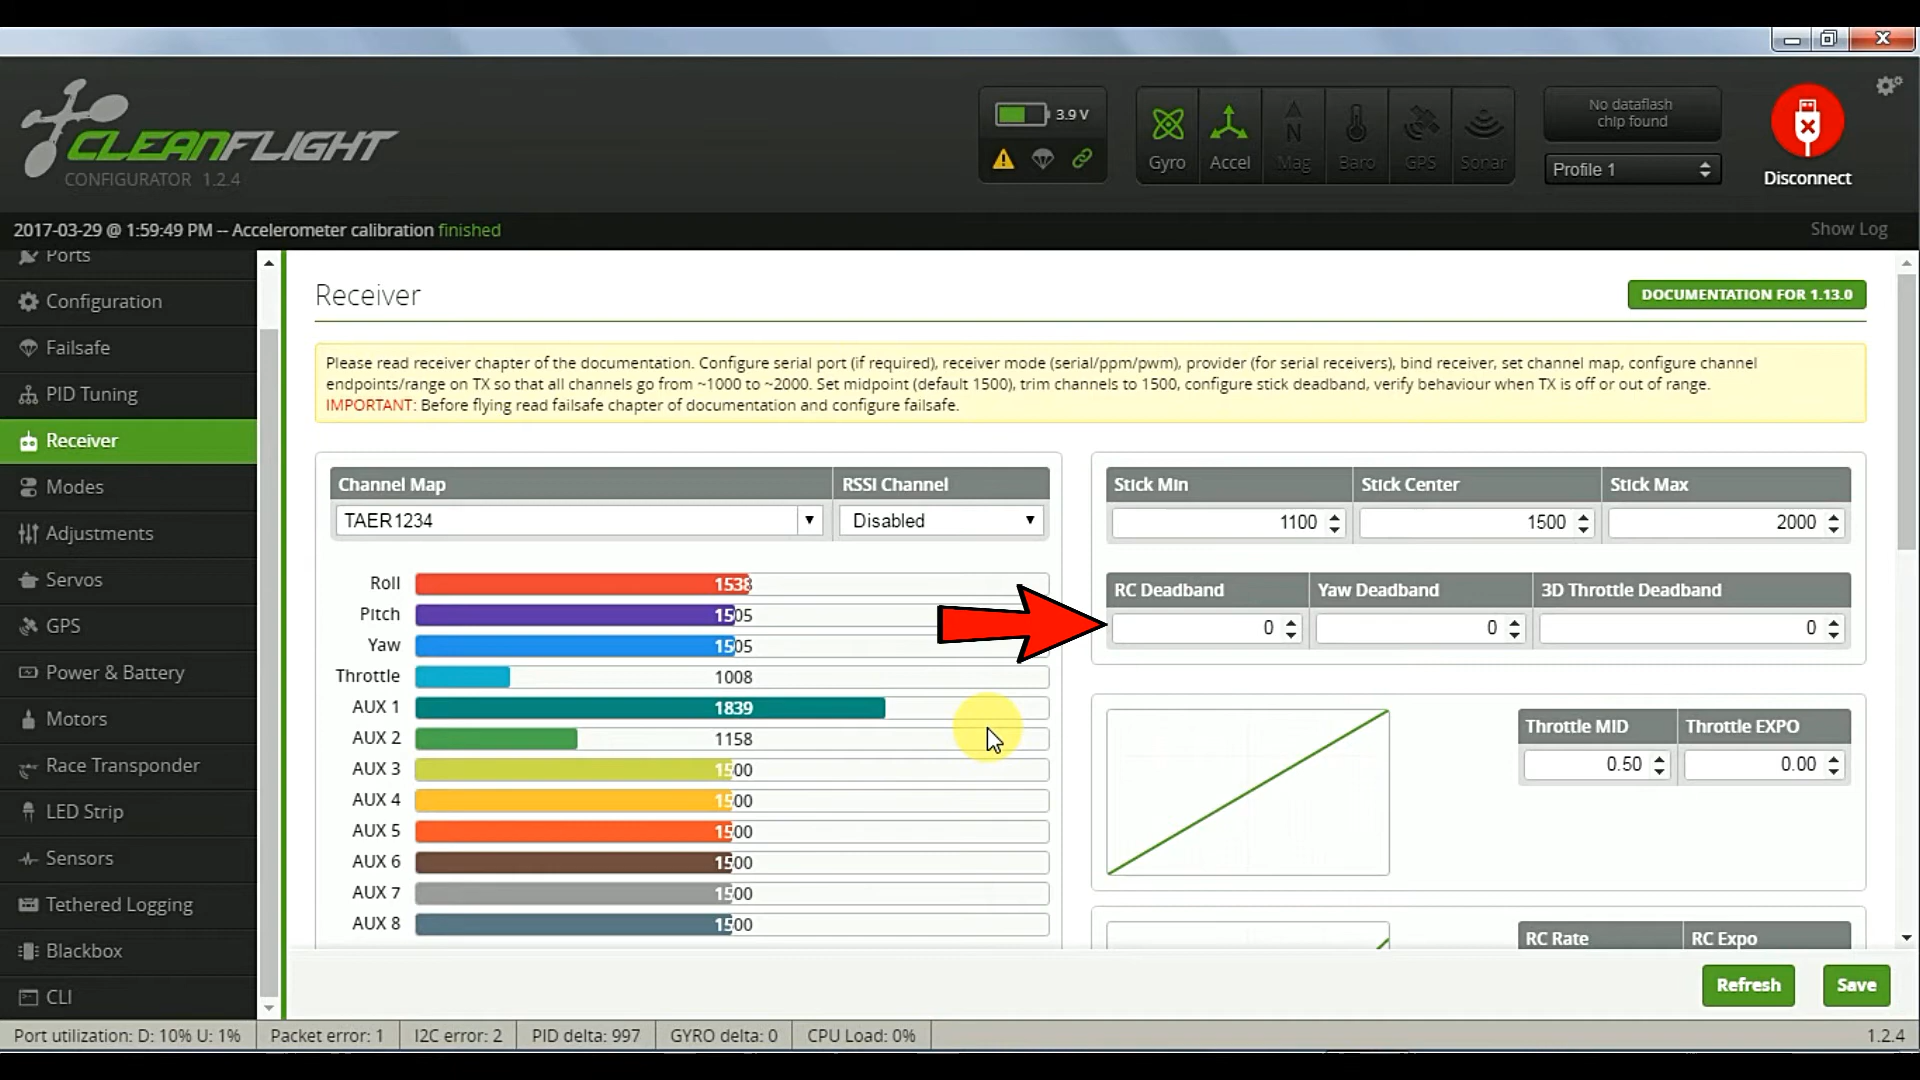 CLEANFLIGHT
CONFIGURATOR 1.2.4
3.9 V
Gyro
Accel
Mag
Baro
GPS
Sonar
No dataflash
chip found
Profile 1
Disconnect
2017-03-29 @ 1:59:49 PM -- Accelerometer calibration finished
Show Log
Ports
Configuration
Failsafe
PID Tuning
Receiver
Modes
Adjustments
Servos
GPS
Power & Battery
Motors
Race Transponder
LED Strip
Sensors
Tethered Logging
Blackbox
CLI
Receiver
DOCUMENTATION FOR 1.13.0
Please read receiver chapter of the documentation. Configure serial port (if required), receiver mode (serial/ppm/pwm), provider (for serial receivers), bind receiver, set channel map, configure channel
endpoints/range on TX so that all channels go from ~1000 to ~2000. Set midpoint (default 1500), trim channels to 1500, configure stick deadband, verify behaviour when TX is off or out of range.
IMPORTANT: Before flying read failsafe chapter of documentation and configure failsafe.
Channel Map
RSSI Channel
TAER1234
Disabled
Roll 1538
Pitch 1505
Yaw 1505
Throttle 1008
AUX 1 1839
AUX 2 1158
AUX 3 1500
AUX 4 1500
AUX 5 1500
AUX 6 1500
AUX 7 1500
AUX 8 1500
Stick Min Stick Center Stick Max
1100 1500 2000
RC Deadband Yaw Deadband 3D Throttle Deadband
0 0 0
Throttle MID Throttle EXPO
0.50 0.00
RC Rate RC Expo
Refresh Save
Port utilization: D: 10% U: 1% Packet error: 1 I2C error: 2 PID delta: 997 GYRO delta: 0 CPU Load: 0% 1.2.4